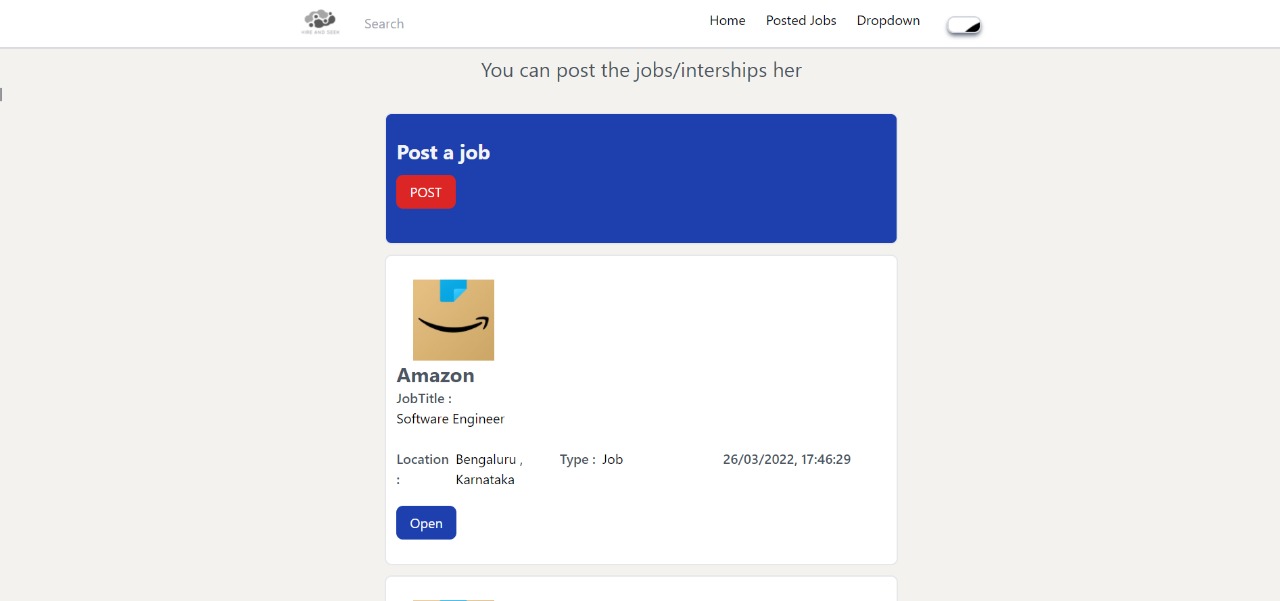 HIRE AND SEEK
Search
Home
Posted Jobs
Dropdown
You can post the jobs/interships her
Post a job
POST
Amazon
JobTitle :
Software Engineer
Location : Bengaluru , Karnataka
Type : Job
26/03/2022, 17:46:29
Open